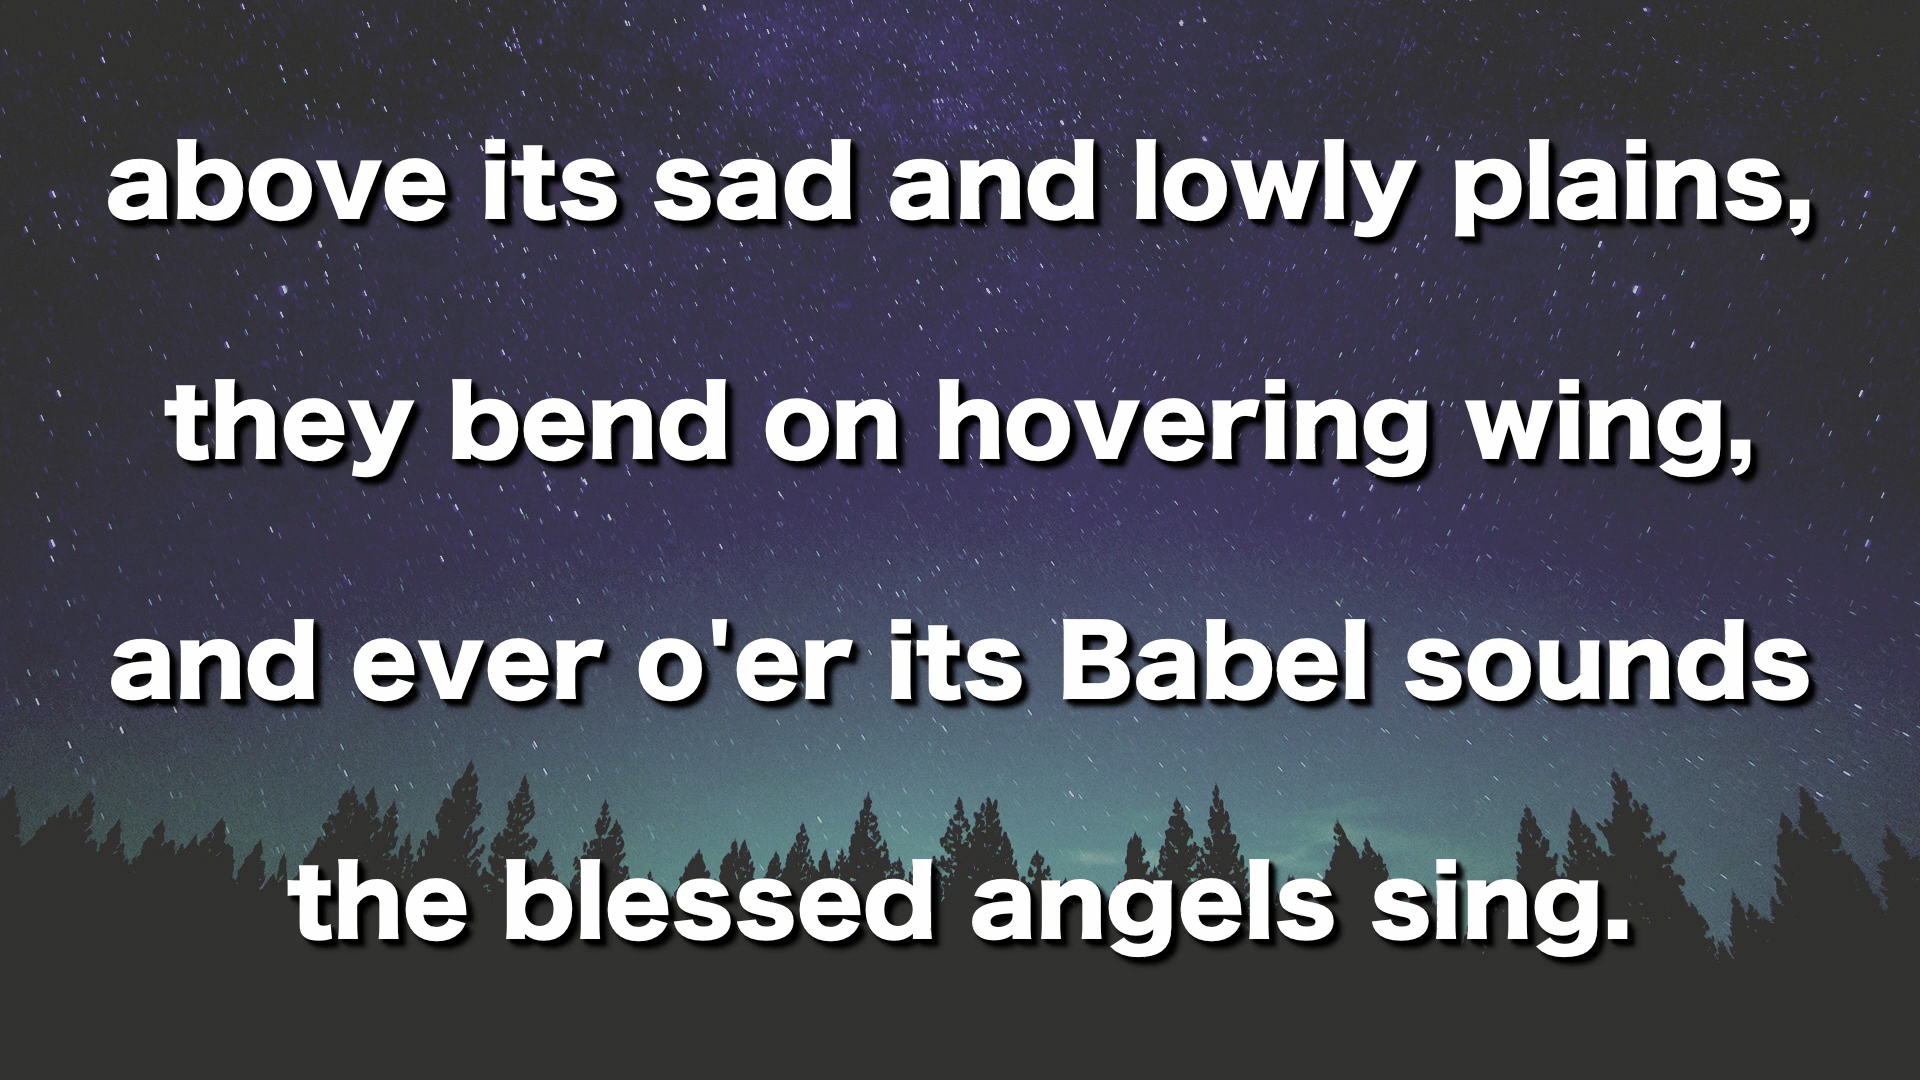 above its sad and lowly plains,
they bend on hovering wing,
and ever o'er its Babel sounds
the blessed angels sing.